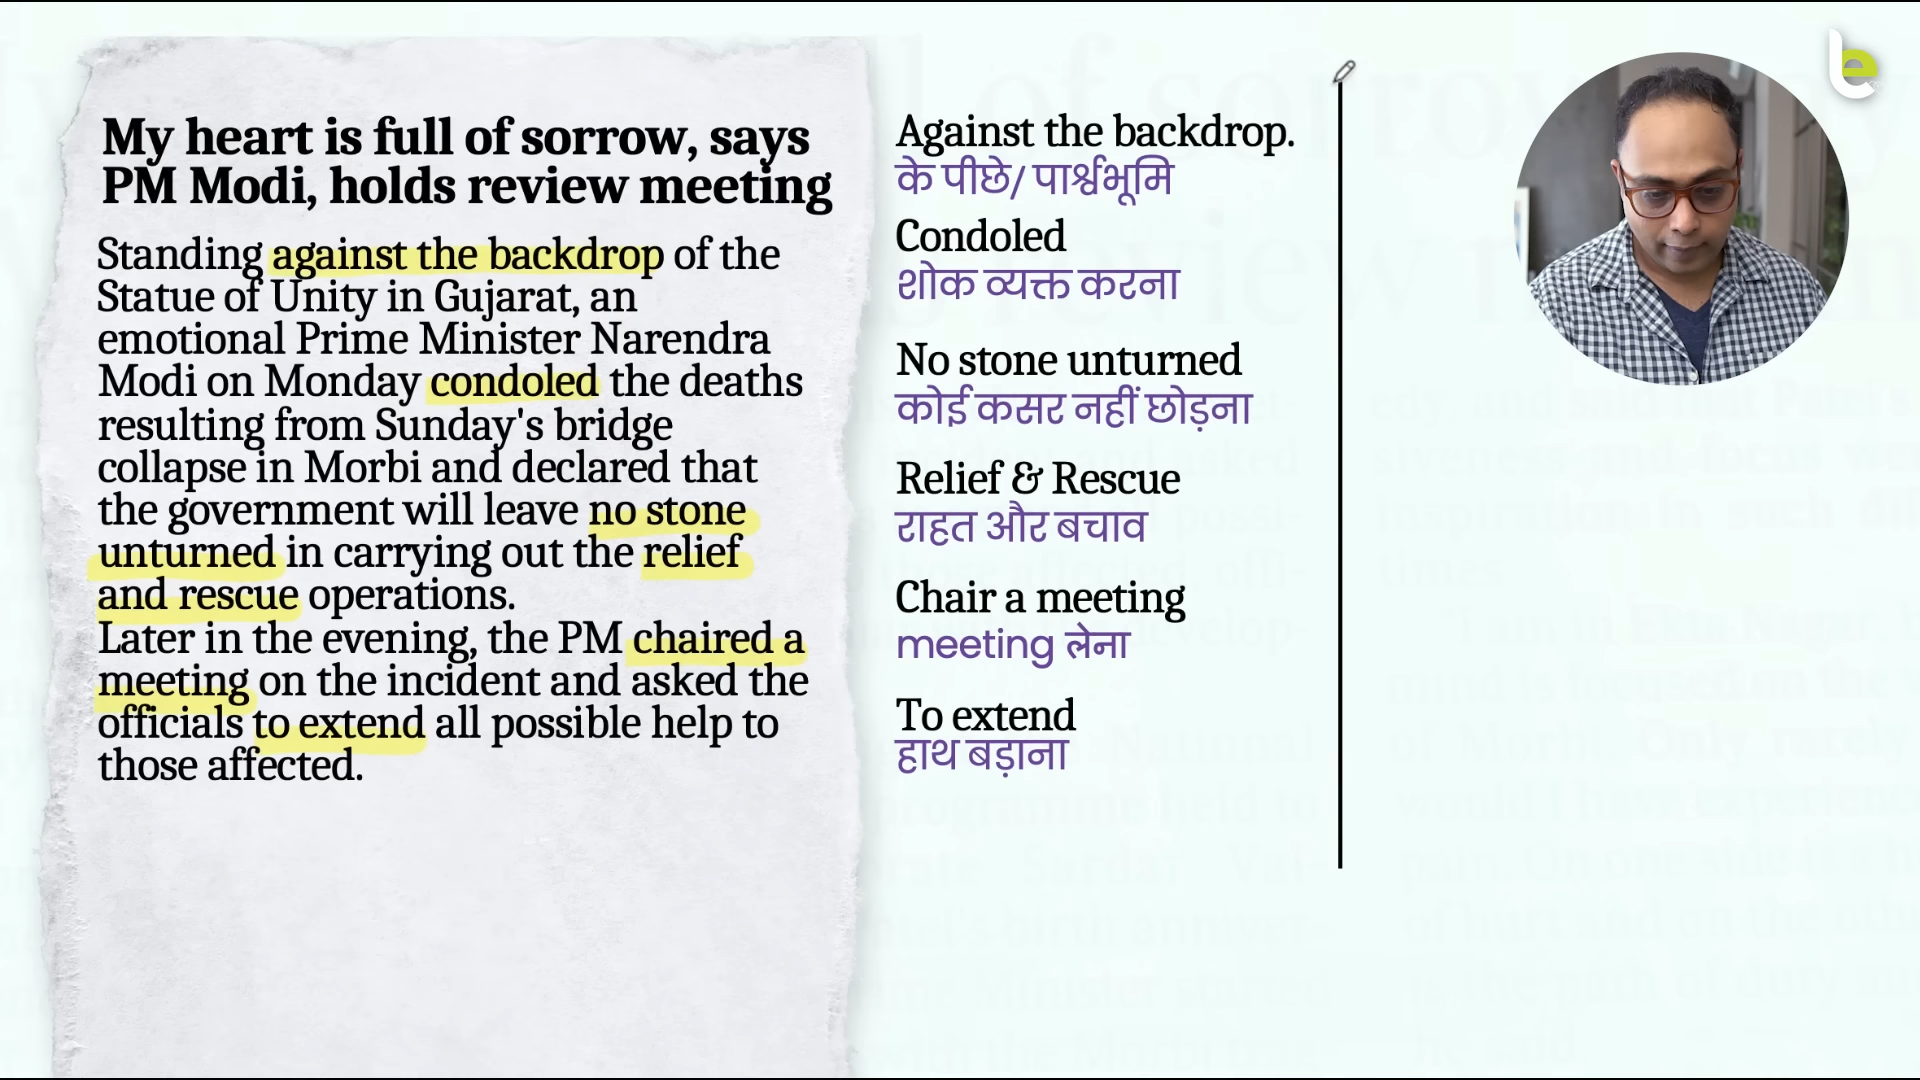 My heart is full of sorrow, says
PM Modi, holds review meeting
Standing against the backdrop of the
Statue of Unity in Gujarat, an
emotional Prime Minister Narendra
Modi on Monday condoled the deaths
resulting from Sunday's bridge
collapse in Morbi and declared that
the government will leave no stone
unturned in carrying out the relief
and rescue operations.
Later in the evening, the PM chaired a
meeting on the incident and asked the
officials to extend all possible help to
those affected.
Against the backdrop.
के पीछे/ पार्श्वभूमि
Condoled
शोक व्यक्त करना
No stone unturned
कोई कसर नहीं छोड़ना
Relief & Rescue
राहत और बचाव
Chair a meeting
meeting लेना
To extend
हाथ बड़ाना